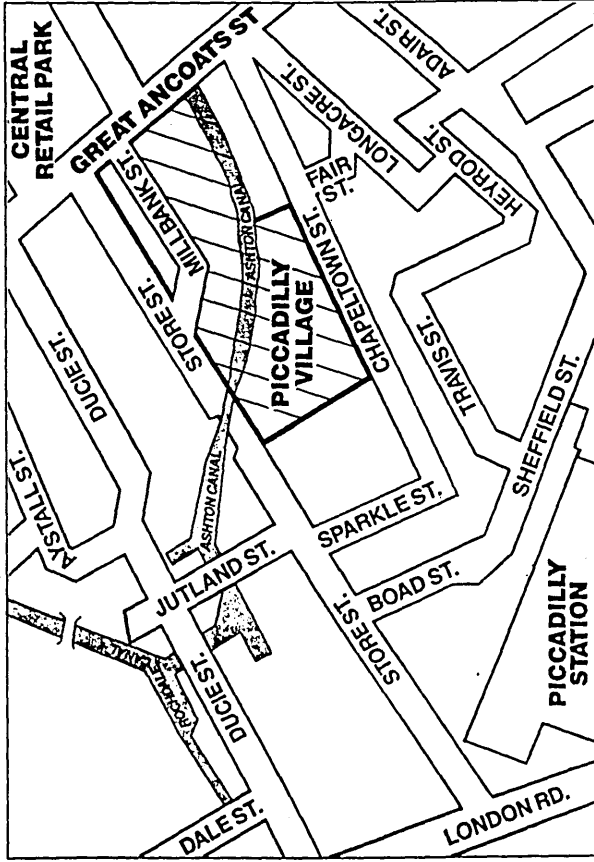 CENTRAL
RETAIL PARK
GREAT ANCOATS ST
ADAIR ST.
LONGACRE ST.
HEYROD ST.
FAIR
ST.
MILLBANK ST.
STORE ST.
DUCIE ST.
AYSTALL ST.
ASHTON CANAL
PICCADILLY
VILLAGE
CHAPELTOWN ST.
TRAVIS ST.
SHEFFIELD ST.
ASHTON CANAL
JUTLAND ST.
SPARKLE ST.
BOAD ST.
STORE ST.
ROCHDALE CANAL
DUCIE ST.
DALE ST.
LONDON RD.
PICCADILLY
STATION